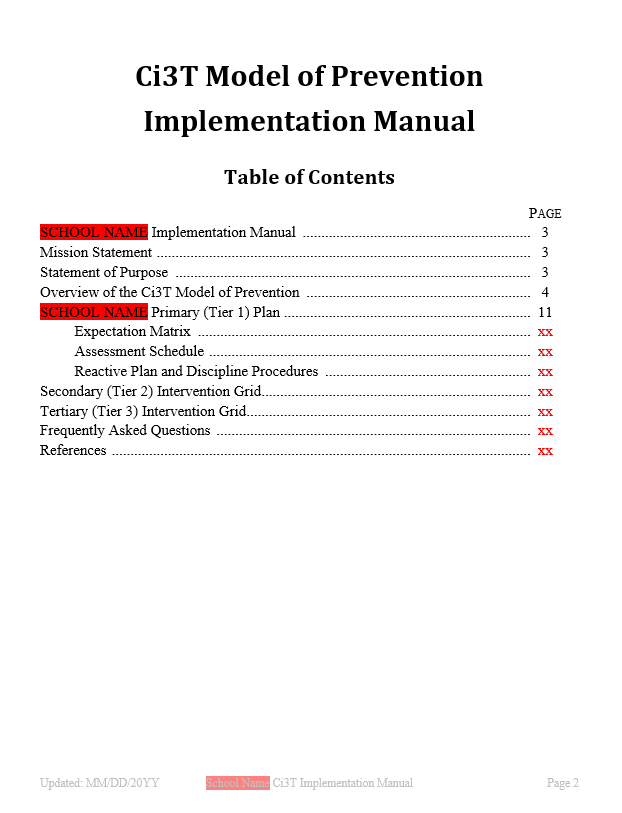 Ci3T Model of Prevention
Implementation Manual
Table of Contents
PAGE
SCHOOL NAME Implementation Manual ............................................................. 3
Mission Statement .................................................................................................... 3
Statement of Purpose ............................................................................................... 3
Overview of the Ci3T Model of Prevention ............................................................ 4
SCHOOL NAME Primary (Tier 1) Plan .................................................................. 11
Expectation Matrix ......................................................................................... xx
Assessment Schedule ...................................................................................... xx
Reactive Plan and Discipline Procedures ....................................................... xx
Secondary (Tier 2) Intervention Grid........................................................................ xx
Tertiary (Tier 3) Intervention Grid............................................................................ xx
Frequently Asked Questions .................................................................................... xx
References ................................................................................................................ xx
Updated: MM/DD/20YY School Name Ci3T Implementation Manual Page 2